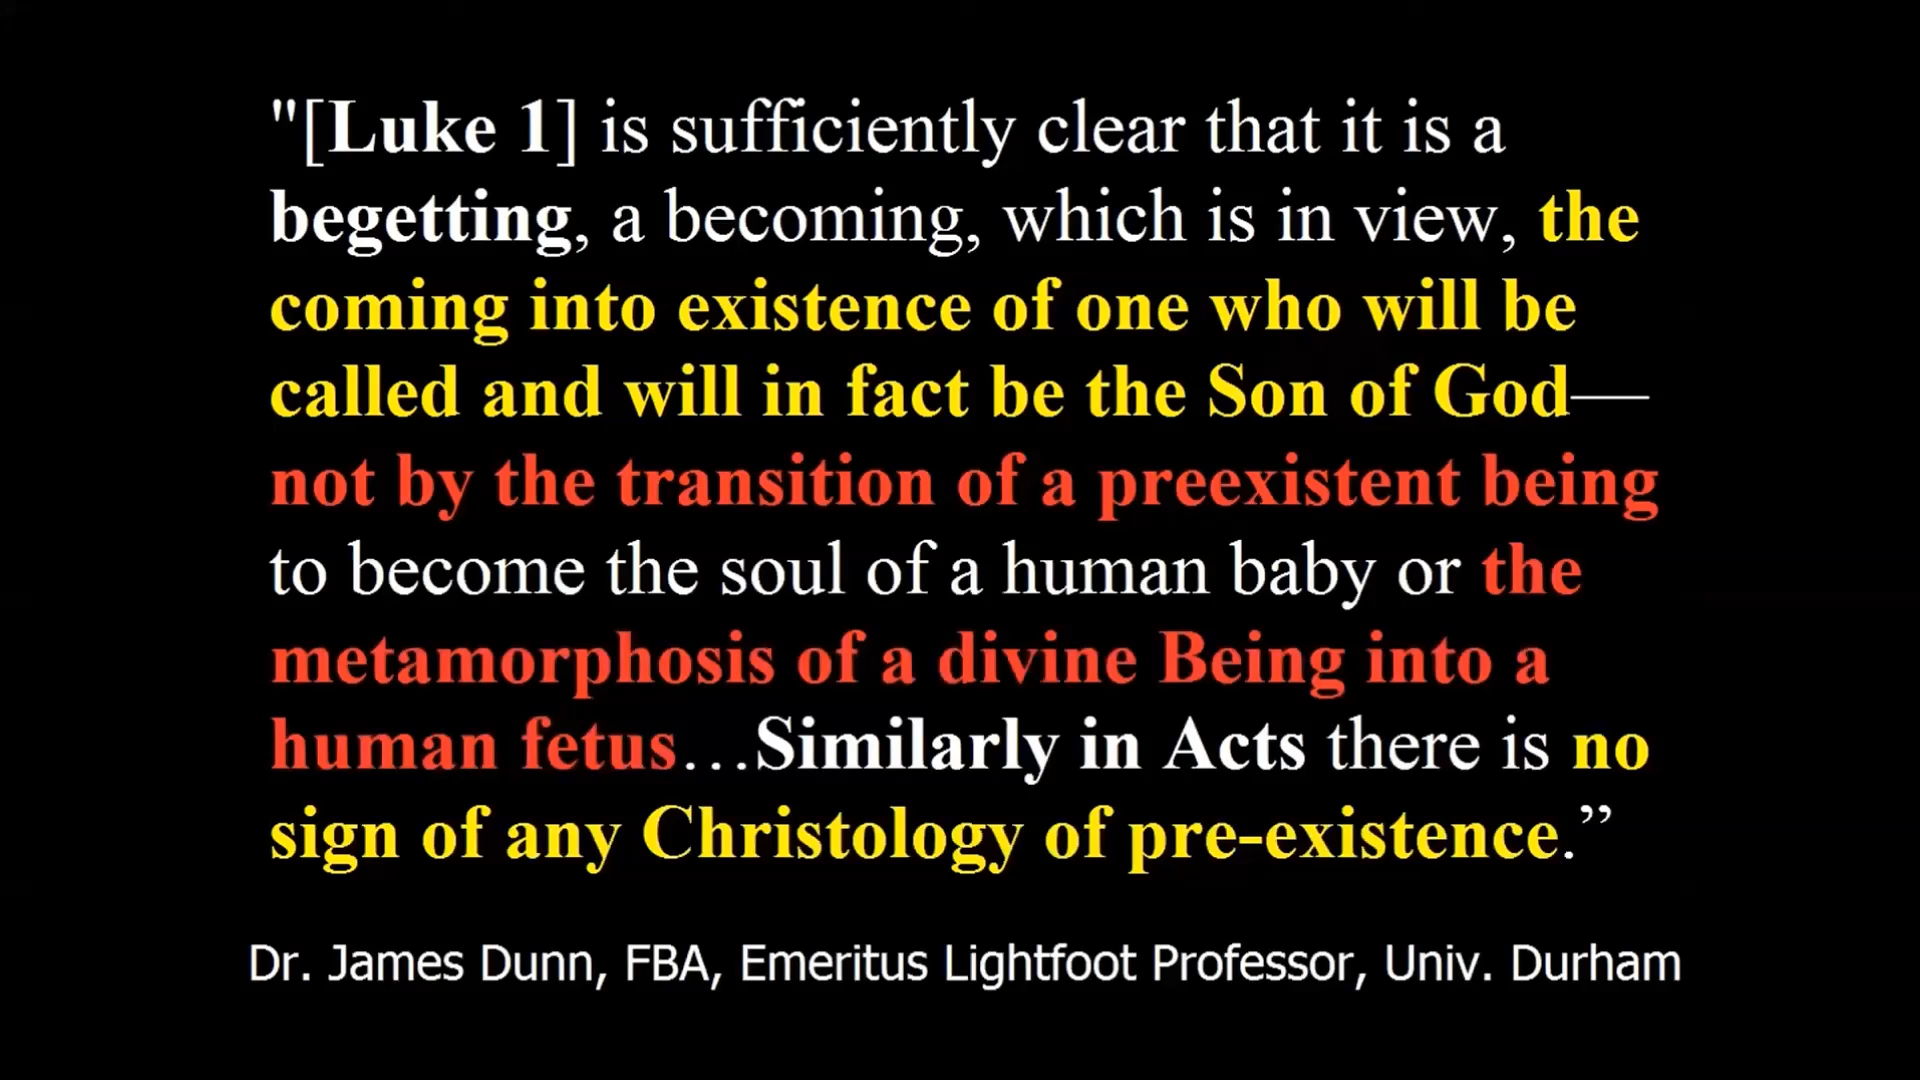 "[Luke 1] is sufficiently clear that it is a
begetting, a becoming, which is in view, the
coming into existence of one who will be
called and will in fact be the Son of God—
not by the transition of a preexistent being
to become the soul of a human baby or the
metamorphosis of a divine Being into a
human fetus…Similarly in Acts there is no
sign of any Christology of pre-existence.”
Dr. James Dunn, FBA, Emeritus Lightfoot Professor, Univ. Durham